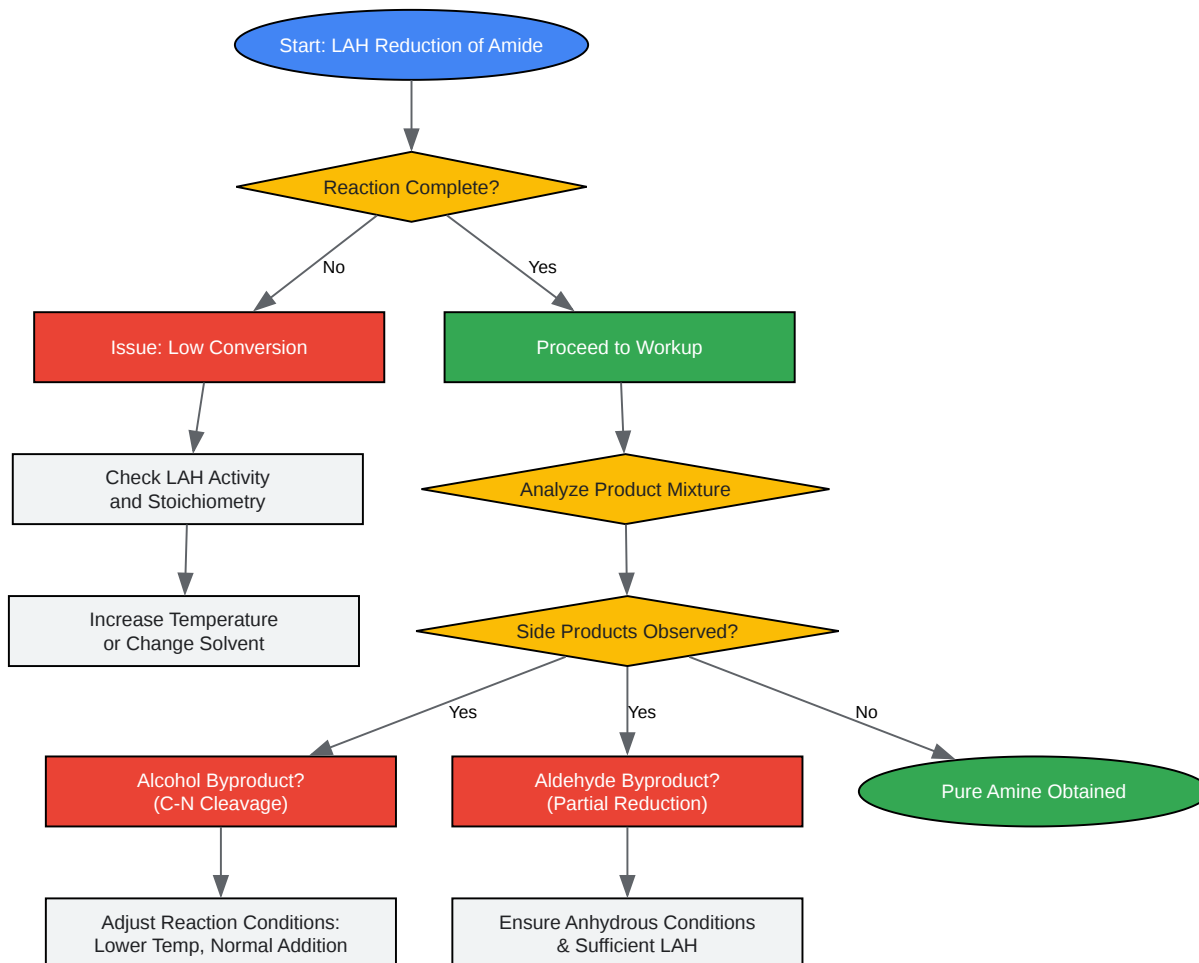 Start: LAH Reduction of Amide
Reaction Complete?
No
Yes
Issue: Low Conversion
Proceed to Workup
Check LAH Activity
and Stoichiometry
Analyze Product Mixture
Increase Temperature
or Change Solvent
Side Products Observed?
Yes
Yes
No
Alcohol Byproduct?
(C-N Cleavage)
Aldehyde Byproduct?
(Partial Reduction)
Pure Amine Obtained
Adjust Reaction Conditions:
Lower Temp, Normal Addition
Ensure Anhydrous Conditions
& Sufficient LAH